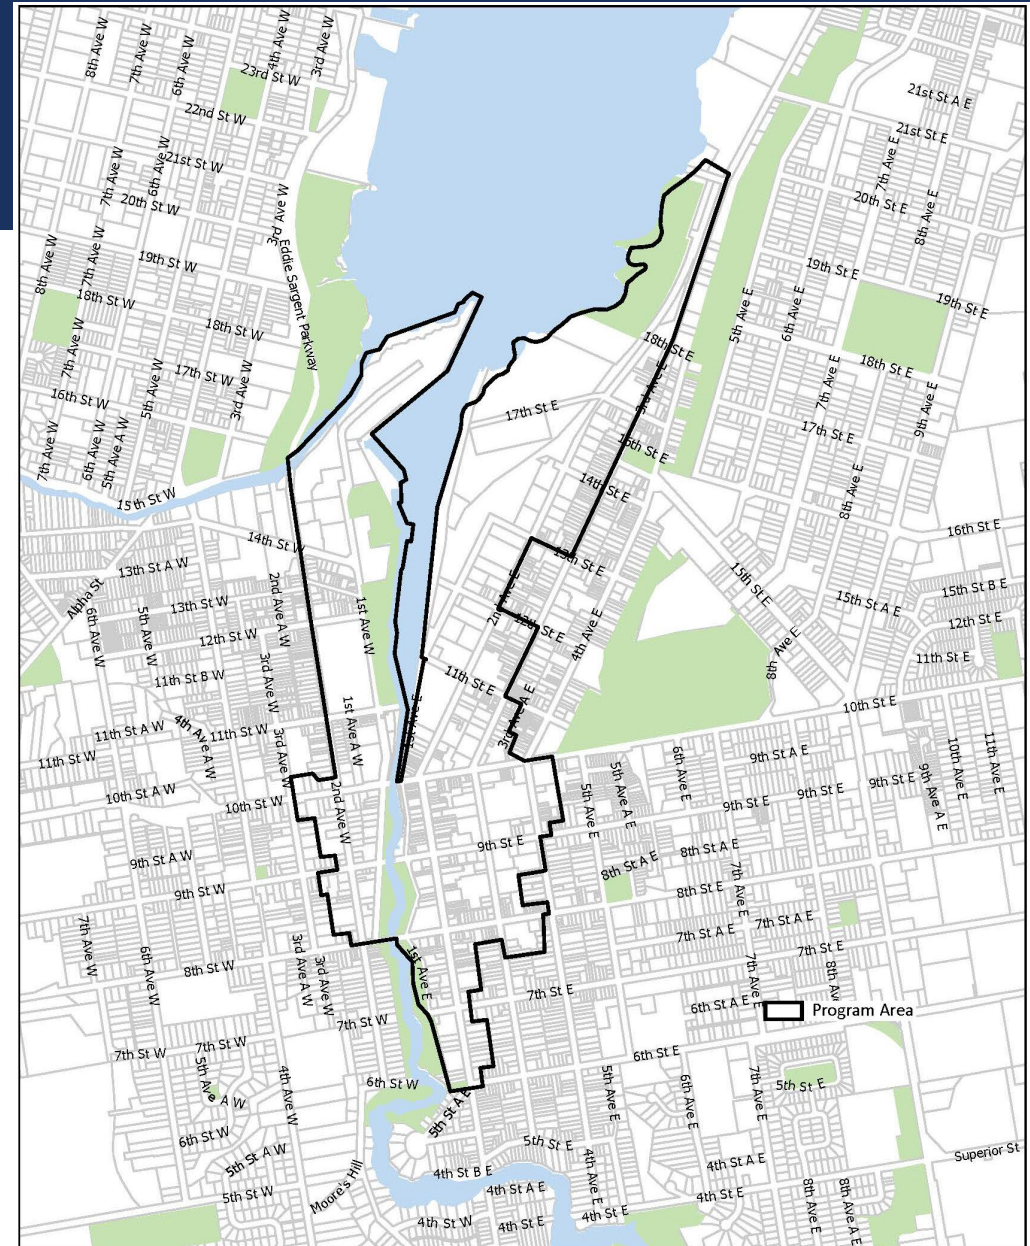 8th Ave W
7th Ave W
6th Ave W
4th Ave W
3rd Ave W
23rd St W
22nd St W
21st St W
7th Ave W
6th Ave W
20th St W
3rd Ave W
Eddie Sargent Parkway
19th St W
8th Ave W
7th Ave W
18th St W
18th St W
7th Ave W
17th St W
5th Ave W
3rd Ave W
16th St W
7th Ave W
6th Ave W
5th Ave A W
15th St W
21st St A E
21st St E
7th Ave E
20th St E
8th Ave E
19th St E
19th St E
5th Ave E
6th Ave E
18th St E
18th St E
3rd Ave E
7th Ave E
9th Ave E
17th St E
17th St E
16th St E
14th St E
8th Ave E
16th St E
14th St W
13th St A W
Alpha St
13th St W
2nd Ave A W
1st Ave W
6th Ave W
5th Ave W
12th St W
11th St B W
3rd Ave W
13th St E
2nd Ave E
12th St E
4th Ave E
15th St E
15th St A E
15th St B E
12th St E
11th St E
8th Ave E
11th St E
10th St E
11th St A W
4th Ave A W
11th St W
11th St W
3rd Ave W
1st Ave A W
1st Ave E
3rd Ave A E
10th St A W
10th St W
2nd Ave W
9th St A W
9th St W
9th St E
5th Ave E
5th Ave A E
6th Ave E
9th St A E
9th St E
9th St E
9th St E
9th Ave A E
10th Ave E
11th Ave E
8th St A E
8th St A E
8th St E
7th Ave E
7th St A E
7th St A E
7th St E
7th Ave W
6th Ave W
8th St W
3rd Ave A W
3rd Ave W
1st Ave E
7th St E
7th Ave E
6th St A E
Program Area
7th St W
7th St W
7th St W
5th Ave A W
4th Ave W
6th St W
5th St A E
6th St E
5th Ave E
6th Ave E
7th Ave E
5th St E
6th St W
5th St A W
5th St W
Moore's Hill
5th St E
4th St B E
4th St A E
4th Ave E
4th St W
4th St E
4th St E
4th St A E
4th St E
8th Ave E
8th Ave A E
Superior St